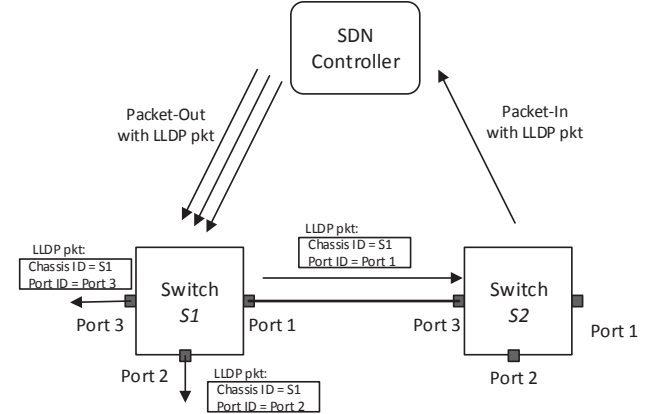 SDN
Controller
Packet-Out
with LLDP pkt
Packet-In
with LLDP pkt
LLDP pkt:
Chassis ID = S1
Port ID = Port 1
LLDP pkt:
Chassis ID = S1
Port ID = Port 3
Switch
S1
Switch
S2
Port 3
Port 1
Port 3
Port 1
Port 2
Port 2
LLDP pkt:
Chassis ID = S1
Port ID = Port 2